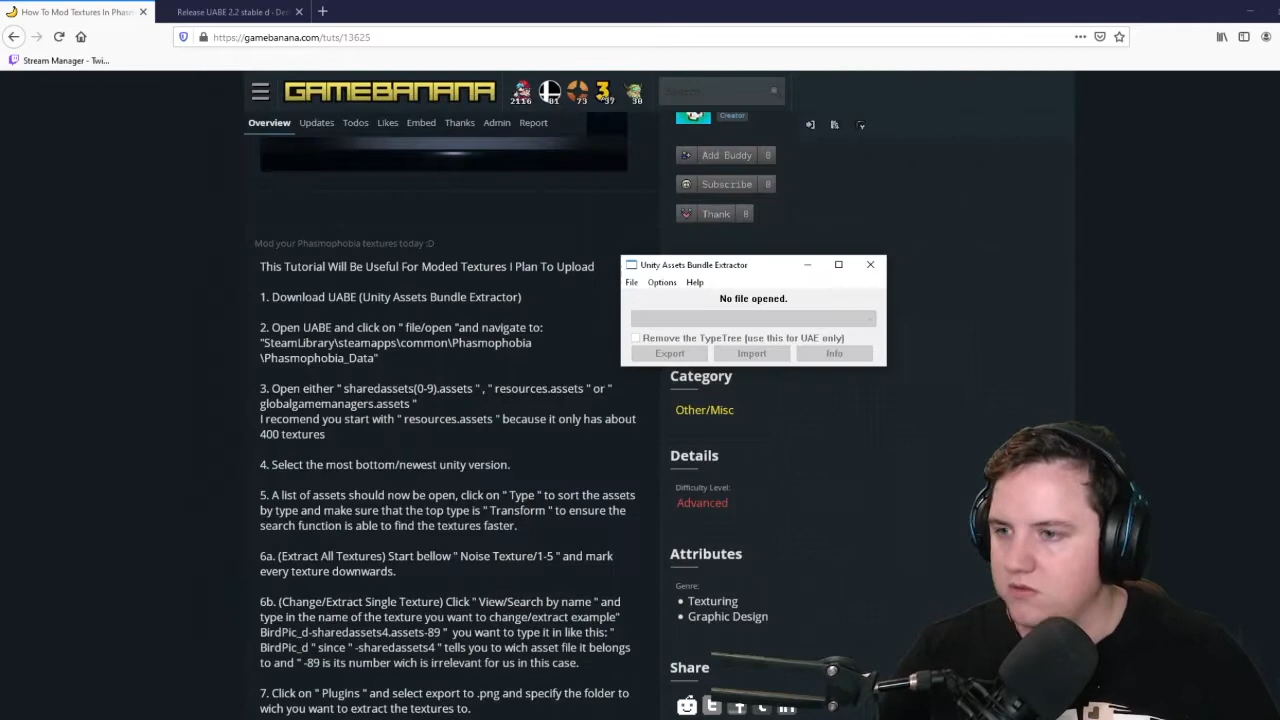 How To Mod Textures In Phasm
Release UABE 2.2 stable d - De
https://gamebanana.com/tuts/13625
Stream Manager - Twi...
GAMEBANANA
2116
81
73
37
30
Overview
Updates
Todos
Likes
Embed
Thanks
Admin
Report
Creator
Add Buddy 0
Subscribe 0
Thank 0
Mod your Phasmophobia textures today :D
This Tutorial Will Be Useful For Moded Textures I Plan To Upload
1. Download UABE (Unity Assets Bundle Extractor)
2. Open UABE and click on " file/open "and navigate to:
"SteamLibrary\steamapps\common\Phasmophobia
\Phasmophobia_Data"
3. Open either " sharedassets(0-9).assets " , " resources.assets " or "
globalgamemanagers.assets "
I recomend you start with " resources.assets " because it only has about
400 textures
4. Select the most bottom/newest unity version.
5. A list of assets should now be open, click on " Type " to sort the assets
by type and make sure that the top type is " Transform " to ensure the
search function is able to find the textures faster.
6a. (Extract All Textures) Start bellow " Noise Texture/1-5 " and mark
every texture downwards.
6b. (Change/Extract Single Texture) Click " View/Search by name " and
type in the name of the texture you want to change/extract example"
BirdPic_d-sharedassets4.assets-89 " you want to type it in like this: "
BirdPic_d " since " -sharedassets4 " tells you to wich asset file it belongs
to and " -89 is its number wich is irrelevant for us in this case.
7. Click on " Plugins " and select export to .png and specify the folder to
wich you want to extract the textures to.
Unity Assets Bundle Extractor
File Options Help
No file opened.
Remove the TypeTree (use this for UAE only)
Export Import Info
Category
Other/Misc
Details
Difficulty Level:
Advanced
Attributes
Genre:
• Texturing
• Graphic Design
Share